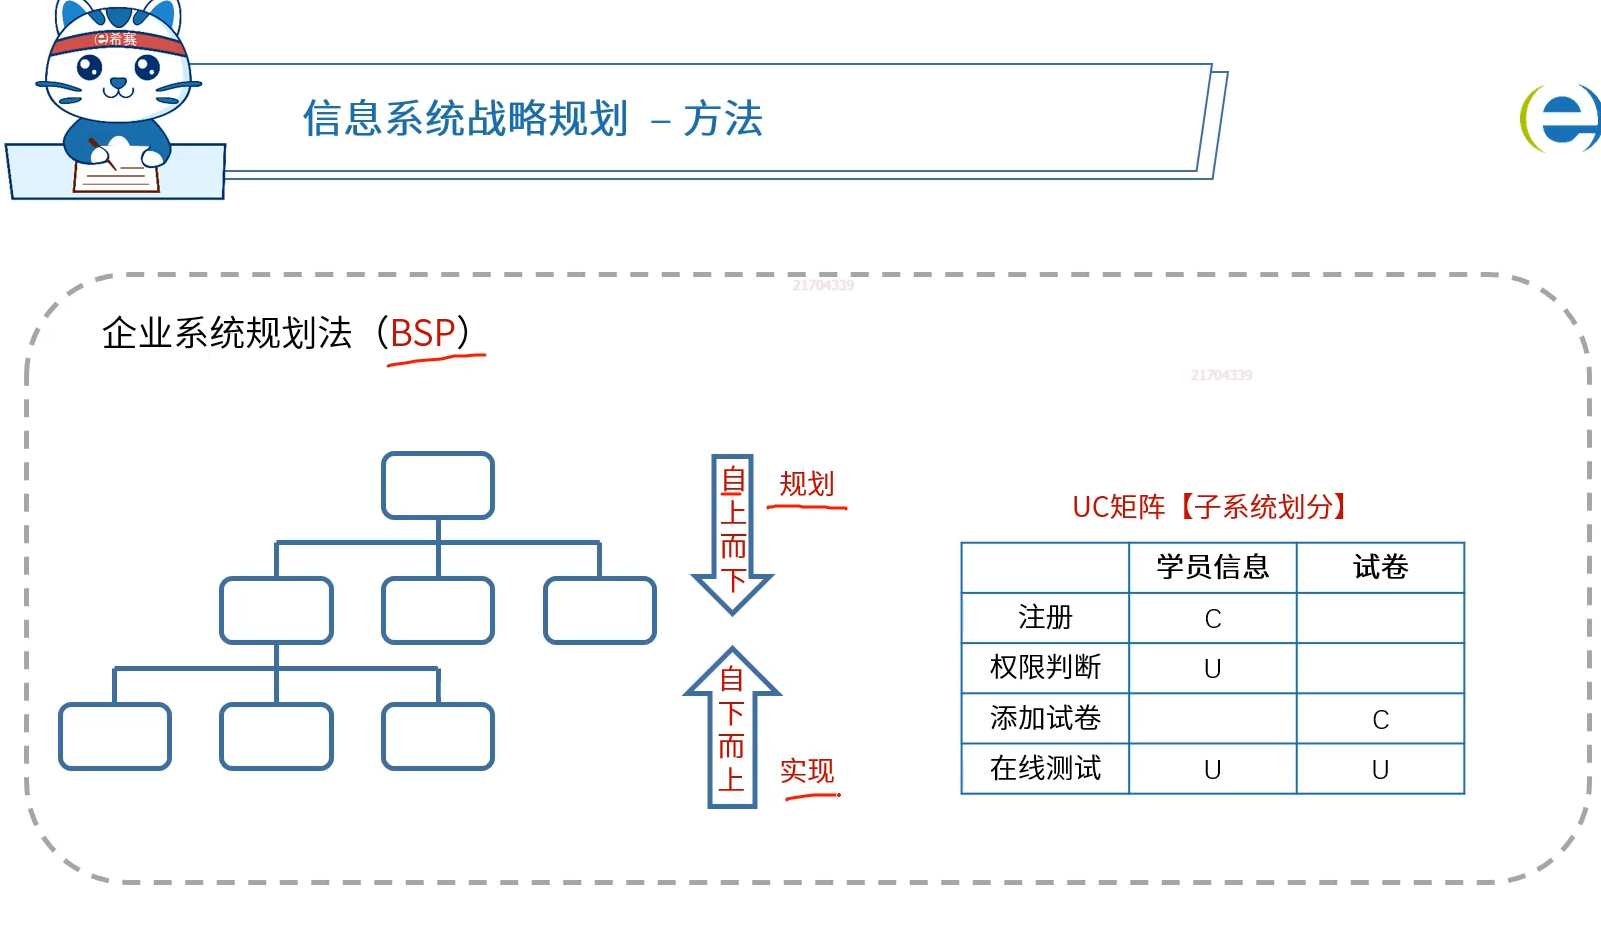 e希赛
信息系统战略规划 – 方法
e
21704339
企业系统规划法（BSP）
21704339
自上而下
规划
自下而上
实现
UC矩阵【子系统划分】
学员信息 试卷
注册 C
权限判断 U
添加试卷 C
在线测试 U U